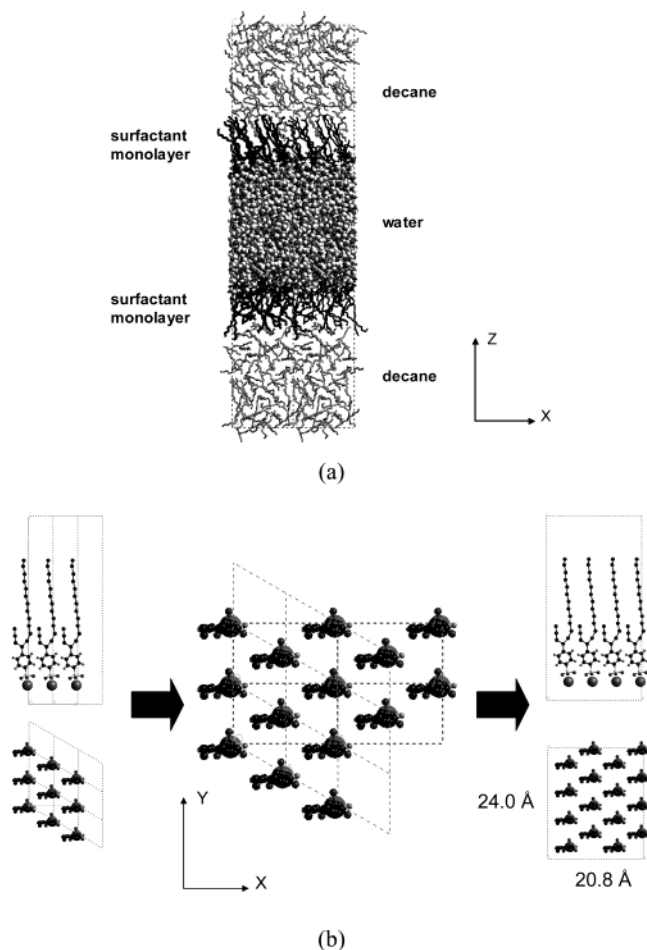 decane
surfactant
monolayer
water
surfactant
monolayer
decane
Z
X
(a)
Y
X
24.0 Å
20.8 Å
(b)